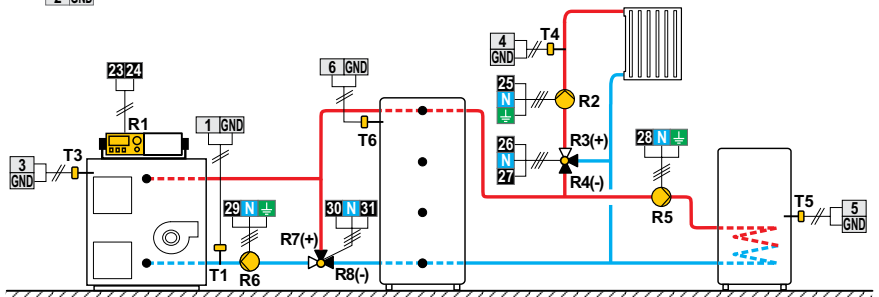 2 GND
4
GND
T4
23 24
6 GND
25
N
R2
R1
1 GND
T6
26
N
27
R3(+)
28 N
3
GND
T3
R4(-)
29 N
30 N 31
R5
T5
5
GND
R7(+)
T1
R6
R8(-)